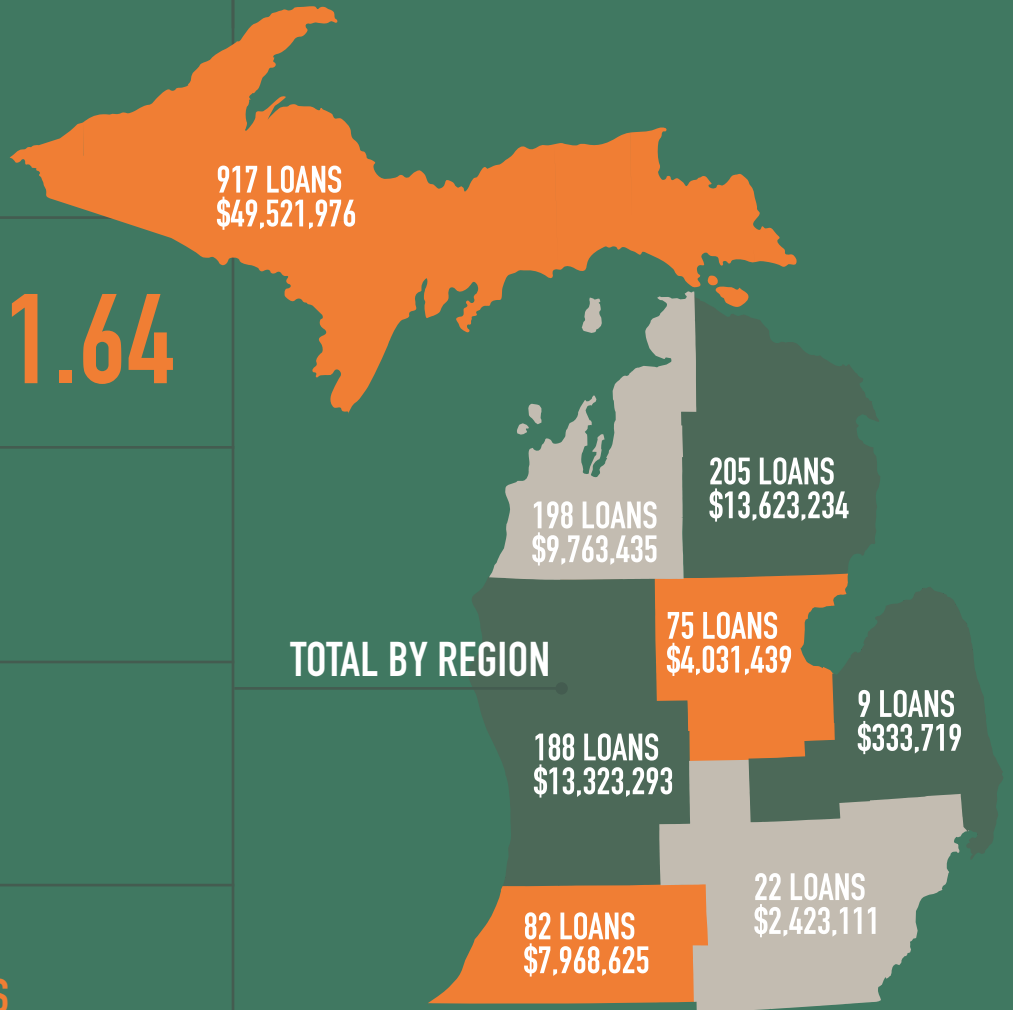 917 LOANS
$49,521,976
1.64
205 LOANS
$13,623,234
198 LOANS
$9,763,435
75 LOANS
$4,031,439
TOTAL BY REGION
9 LOANS
$333,719
188 LOANS
$13,323,293
22 LOANS
$2,423,111
82 LOANS
$7,968,625
S